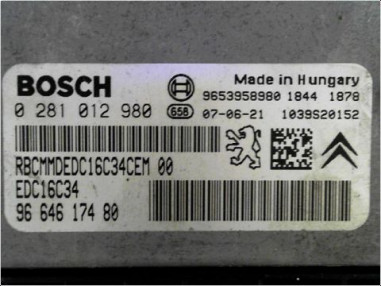 BOSCH
Made in Hungary
9653958980 1844 1878
0 281 012 980 658 07-06-21 1039S20152
RBCMMDEDC16C34CEM 00
EDC16C34
96 646 174 80